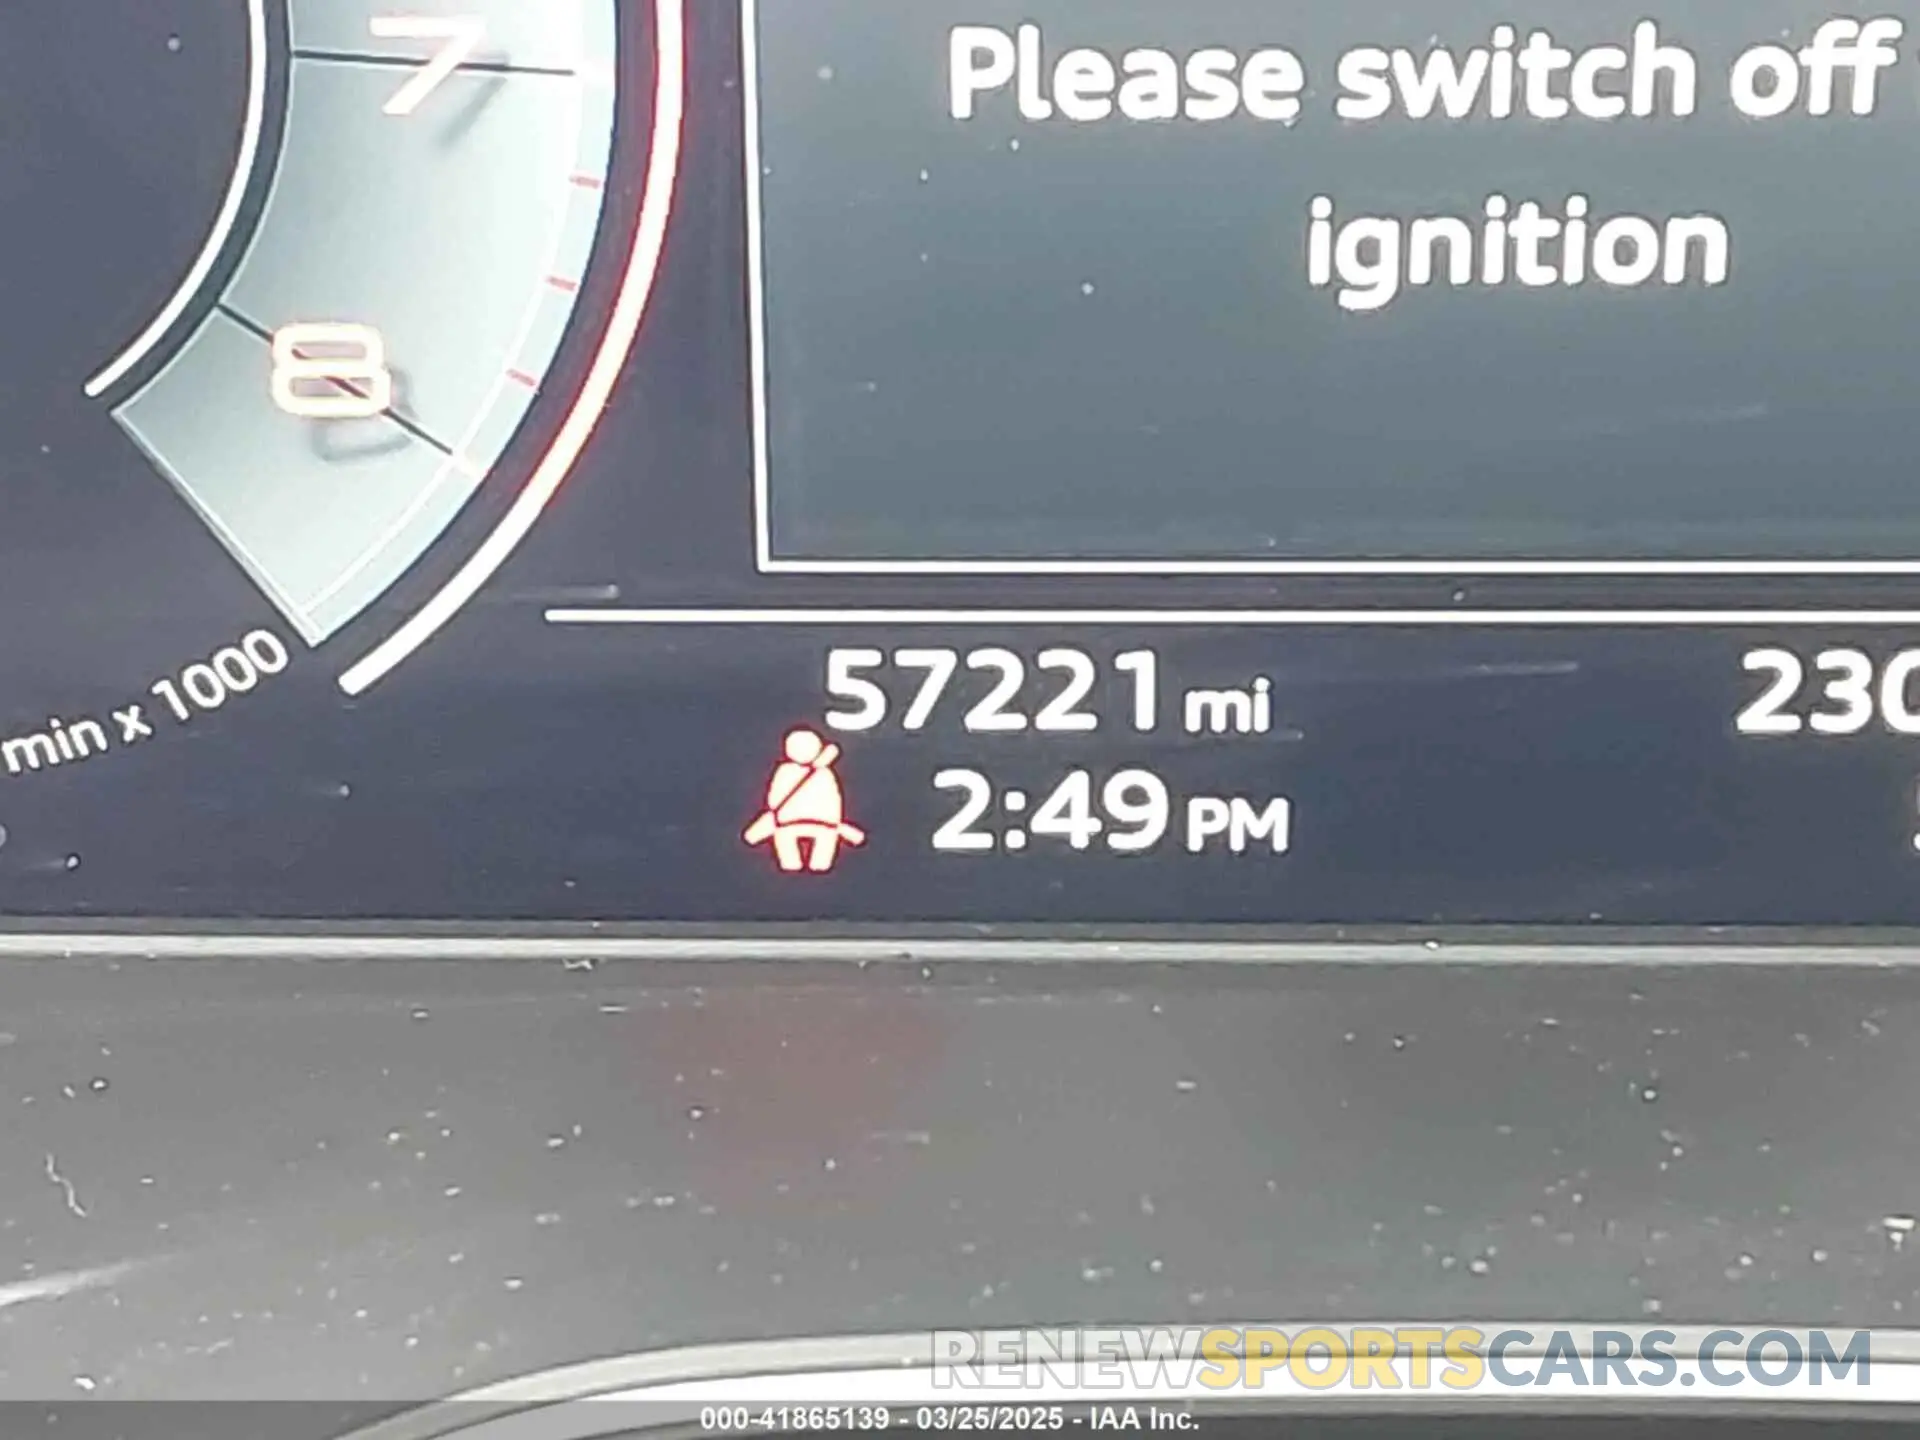 7
Please switch off
ignition
8
min x 1000
57221 mi
230
2:49 PM
RENEWSPORTSCARS.COM
000-41865139 - 03/25/2025 - IAA Inc.